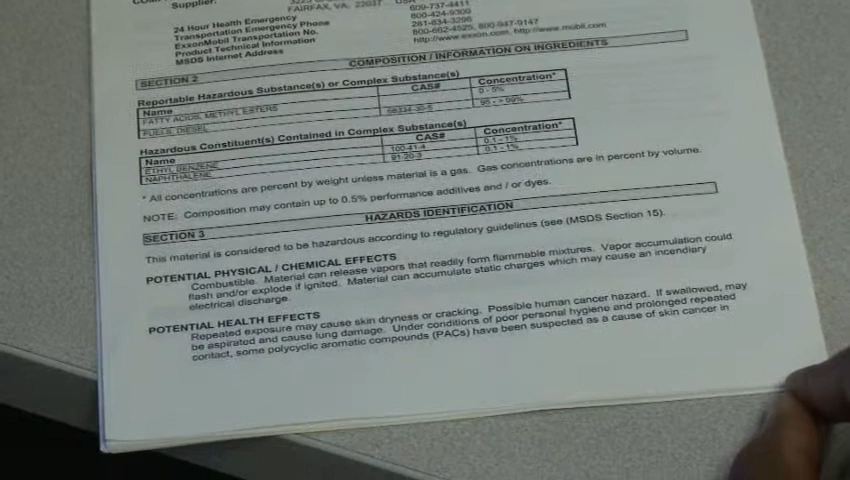 Supplier:
FAIRFAX, VA. 22037 USA
609-737-4411
24 Hour Health Emergency
800-424-9300
Transportation Emergency Phone
281-834-3296
ExxonMobil Transportation No.
800-662-4525, 800-947-9147
Product Technical Information
http://www.exxon.com, http://www.mobil.com
MSDS Internet Address
SECTION 2
COMPOSITION / INFORMATION ON INGREDIENTS
Reportable Hazardous Substance(s) or Complex Substance(s)
Name CAS# Concentration*
FATTY ACIDS, METHYL ESTERS 0 - 5%
FUELS, DIESEL 68334-30-5 95 - > 99%
Hazardous Constituent(s) Contained in Complex Substance(s)
Name CAS# Concentration*
ETHYL BENZENE 100-41-4 0.1 - 1%
NAPHTHALENE 91-20-3 0.1 - 1%
* All concentrations are percent by weight unless material is a gas. Gas concentrations are in percent by volume.
NOTE: Composition may contain up to 0.5% performance additives and / or dyes.
SECTION 3
HAZARDS IDENTIFICATION
This material is considered to be hazardous according to regulatory guidelines (see (MSDS Section 15).
POTENTIAL PHYSICAL / CHEMICAL EFFECTS
Combustible. Material can release vapors that readily form flammable mixtures. Vapor accumulation could
flash and/or explode if ignited. Material can accumulate static charges which may cause an incendiary
electrical discharge.
POTENTIAL HEALTH EFFECTS
Repeated exposure may cause skin dryness or cracking. Possible human cancer hazard. If swallowed, may
be aspirated and cause lung damage. Under conditions of poor personal hygiene and prolonged repeated
contact, some polycyclic aromatic compounds (PACs) have been suspected as a cause of skin cancer in